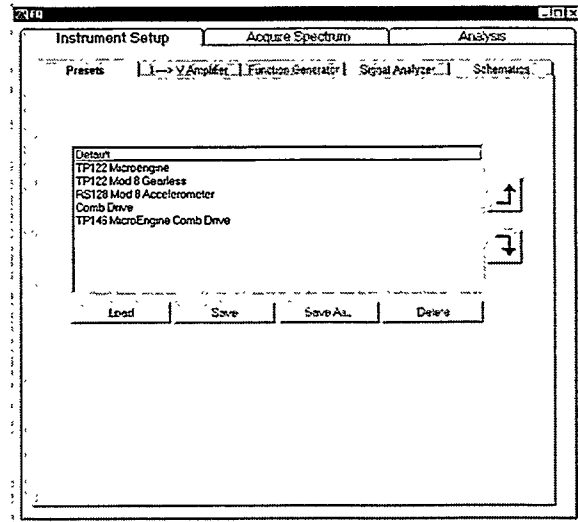 Instrument Setup Acquire Spectrum Analysis
Presets I--> V Amplifier Function Generator Signal Analyzer Schematics
Default
TP122 Microengine
TP122 Mod 8 Gearless
RS128 Mod 8 Accelerometer
Comb Drive
TP146 MicroEngine Comb Drive
Load Save Save As.. Delete